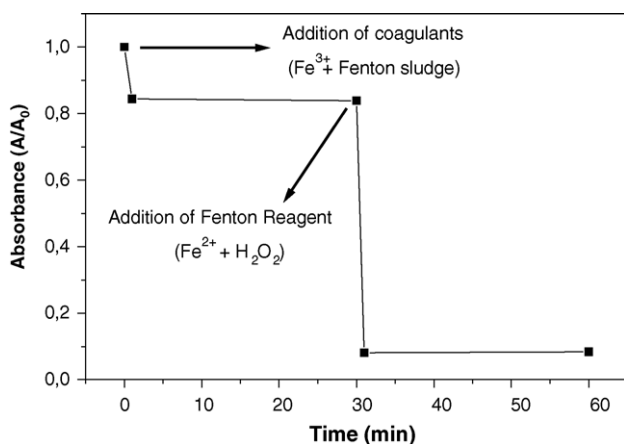 Addition of coagulants
(Fe³⁺+ Fenton sludge)
Addition of Fenton Reagent
(Fe²⁺ + H₂O₂)
Absorbance (A/A₀)
1,0
0,8
0,6
0,4
0,2
0,0
0 10 20 30 40 50 60
Time (min)